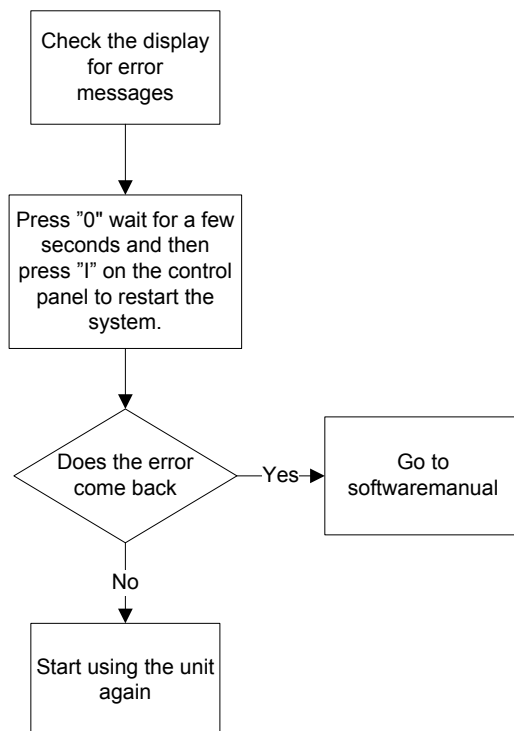 Check the display
for error
messages
Press ”0" wait for a few
seconds and then
press ”I” on the control
panel to restart the
system.
Does the error
come back
Yes
Go to
softwaremanual
No
Start using the unit
again